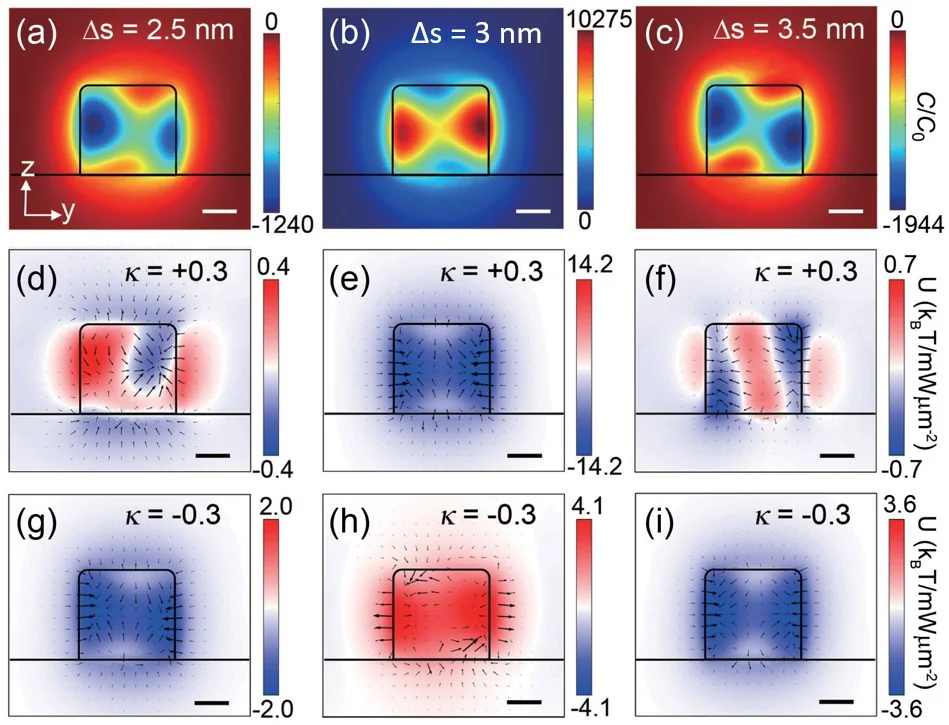 (a) Δs = 2.5 nm
0
-1240
z
y
(b) Δs = 3 nm
10275
0
(c) Δs = 3.5 nm
0
-1944
C/C₀
(d) κ = +0.3
0.4
-0.4
(e) κ = +0.3
14.2
-14.2
(f) κ = +0.3
0.7
-0.7
U (k_BT/mWμm⁻²)
(g) κ = -0.3
2.0
-2.0
(h) κ = -0.3
4.1
-4.1
(i) κ = -0.3
3.6
-3.6
U (k_BT/mWμm⁻²)